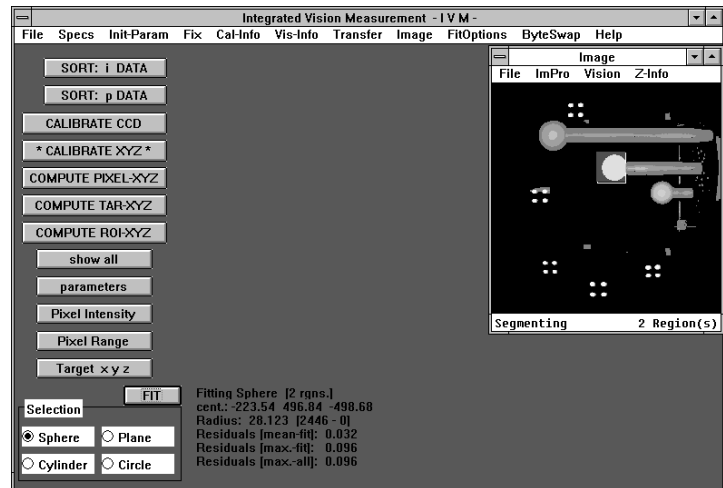 Integrated Vision Measurement - I V M -
File Specs Init-Param Fix Cal-Info Vis-Info Transfer Image FitOptions ByteSwap Help
SORT: i DATA
SORT: p DATA
CALIBRATE CCD
* CALIBRATE XYZ *
COMPUTE PIXEL-XYZ
COMPUTE TAR-XYZ
COMPUTE ROI-XYZ
show all
parameters
Pixel Intensity
Pixel Range
Target x y z
FIT
Selection
Sphere Plane
Cylinder Circle
Fitting Sphere [2 rgns.]
cent.: -223.54 496.84 -498.68
Radius: 28.123 [2446 - 0]
Residuals [mean-fit]: 0.032
Residuals [max.-fit]: 0.096
Residuals [max.-all]: 0.096
Image
File ImPro Vision Z-Info
Segmenting 2 Region(s)